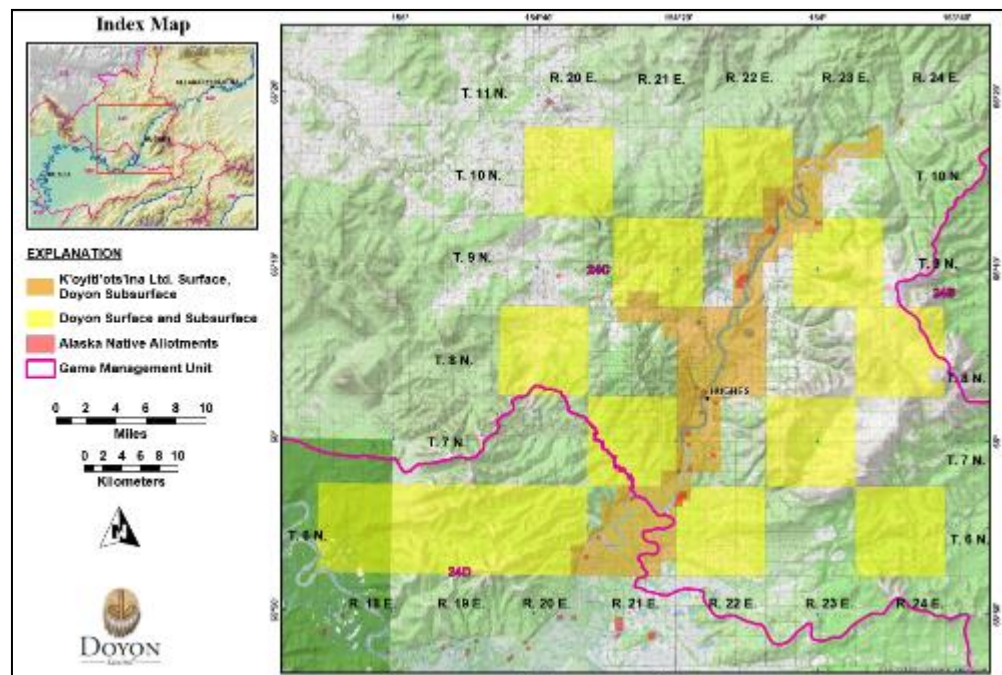 Index Map
EXPLANATION
K'oyitl'ots'ina Ltd. Surface,
Doyon Subsurface
Doyon Surface and Subsurface
Alaska Native Allotments
Game Management Unit
0 2 4 6 8 10
Miles
0 2 4 6 8 10
Kilometers
N
DOYON
154°40'
154°
R. 20 E. R. 21 E. R. 22 E. R. 23 E. R. 24 E.
T. 11 N.
T. 10 N. T. 10 N.
T. 9 N. 24C T. 9 N.
24B
T. 8 N.
HUGHES
T. 7 N. T. 7 N.
T. 6 N. T. 6 N.
24D
R. 18 E. R. 19 E. R. 20 E. R. 21 E. R. 22 E. R. 23 E. R. 24 E.